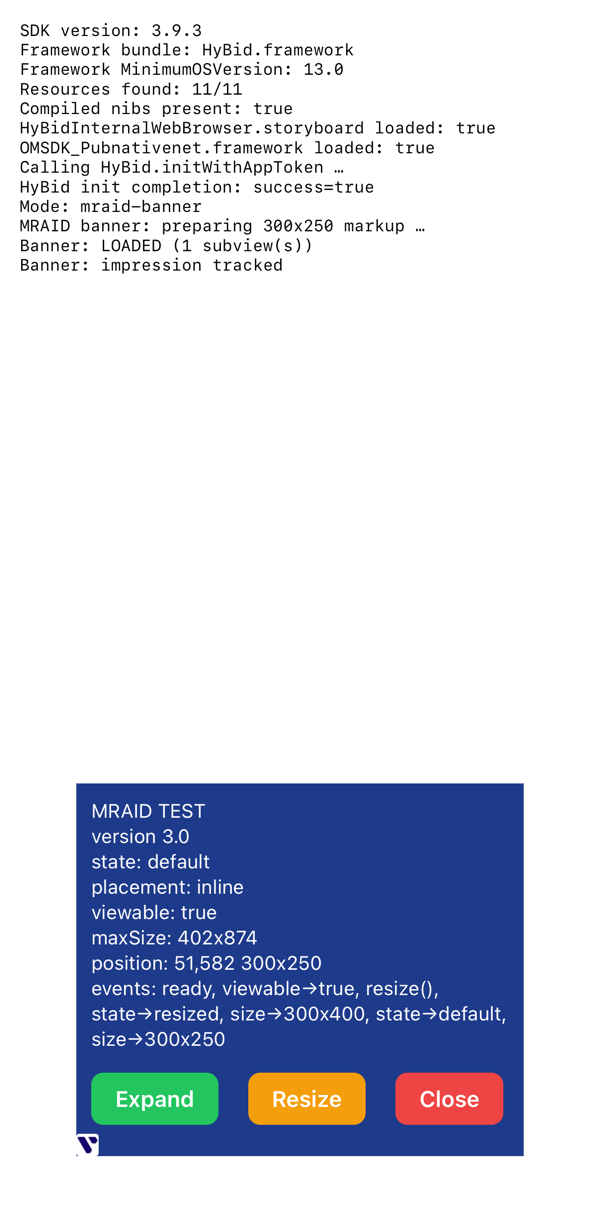 SDK version: 3.9.3
Framework bundle: HyBid.framework
Framework MinimumOSVersion: 13.0
Resources found: 11/11
Compiled nibs present: true
HyBidInternalWebBrowser.storyboard loaded: true
OMSDK_Pubnativenet.framework loaded: true
Calling HyBid.initWithAppToken …
HyBid init completion: success=true
Mode: mraid-banner
MRAID banner: preparing 300x250 markup …
Banner: LOADED (1 subview(s))
Banner: impression tracked
MRAID TEST
version 3.0
state: default
placement: inline
viewable: true
maxSize: 402x874
position: 51,582 300x250
events: ready, viewable→true, resize(),
state→resized, size→300x400, state→default,
size→300x250
Expand Resize Close